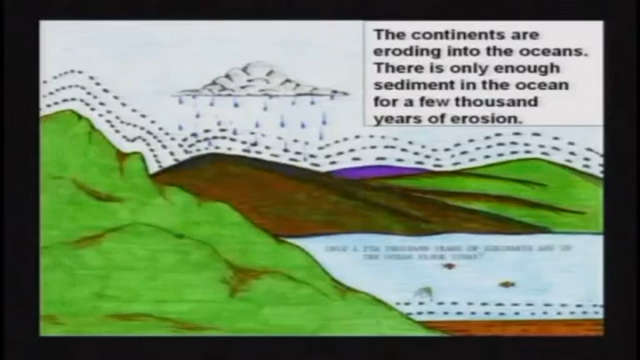 The continents are
eroding into the oceans.
There is only enough
sediment in the ocean
for a few thousand
years of erosion.
ONLY A FEW THOUSAND YEARS OF SEDIMENTS ARE ON
THE OCEAN FLOOR TODAY!